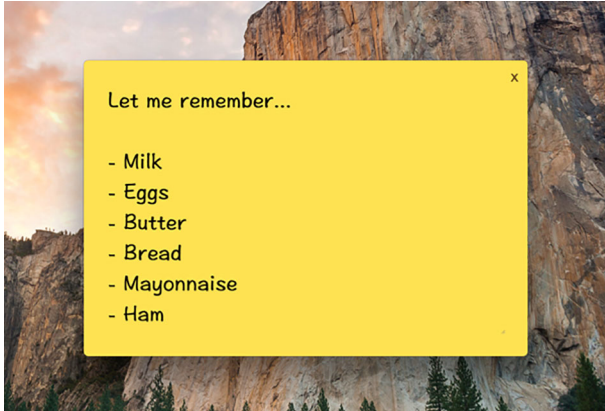 x
Let me remember...
- Milk
- Eggs
- Butter
- Bread
- Mayonnaise
- Ham